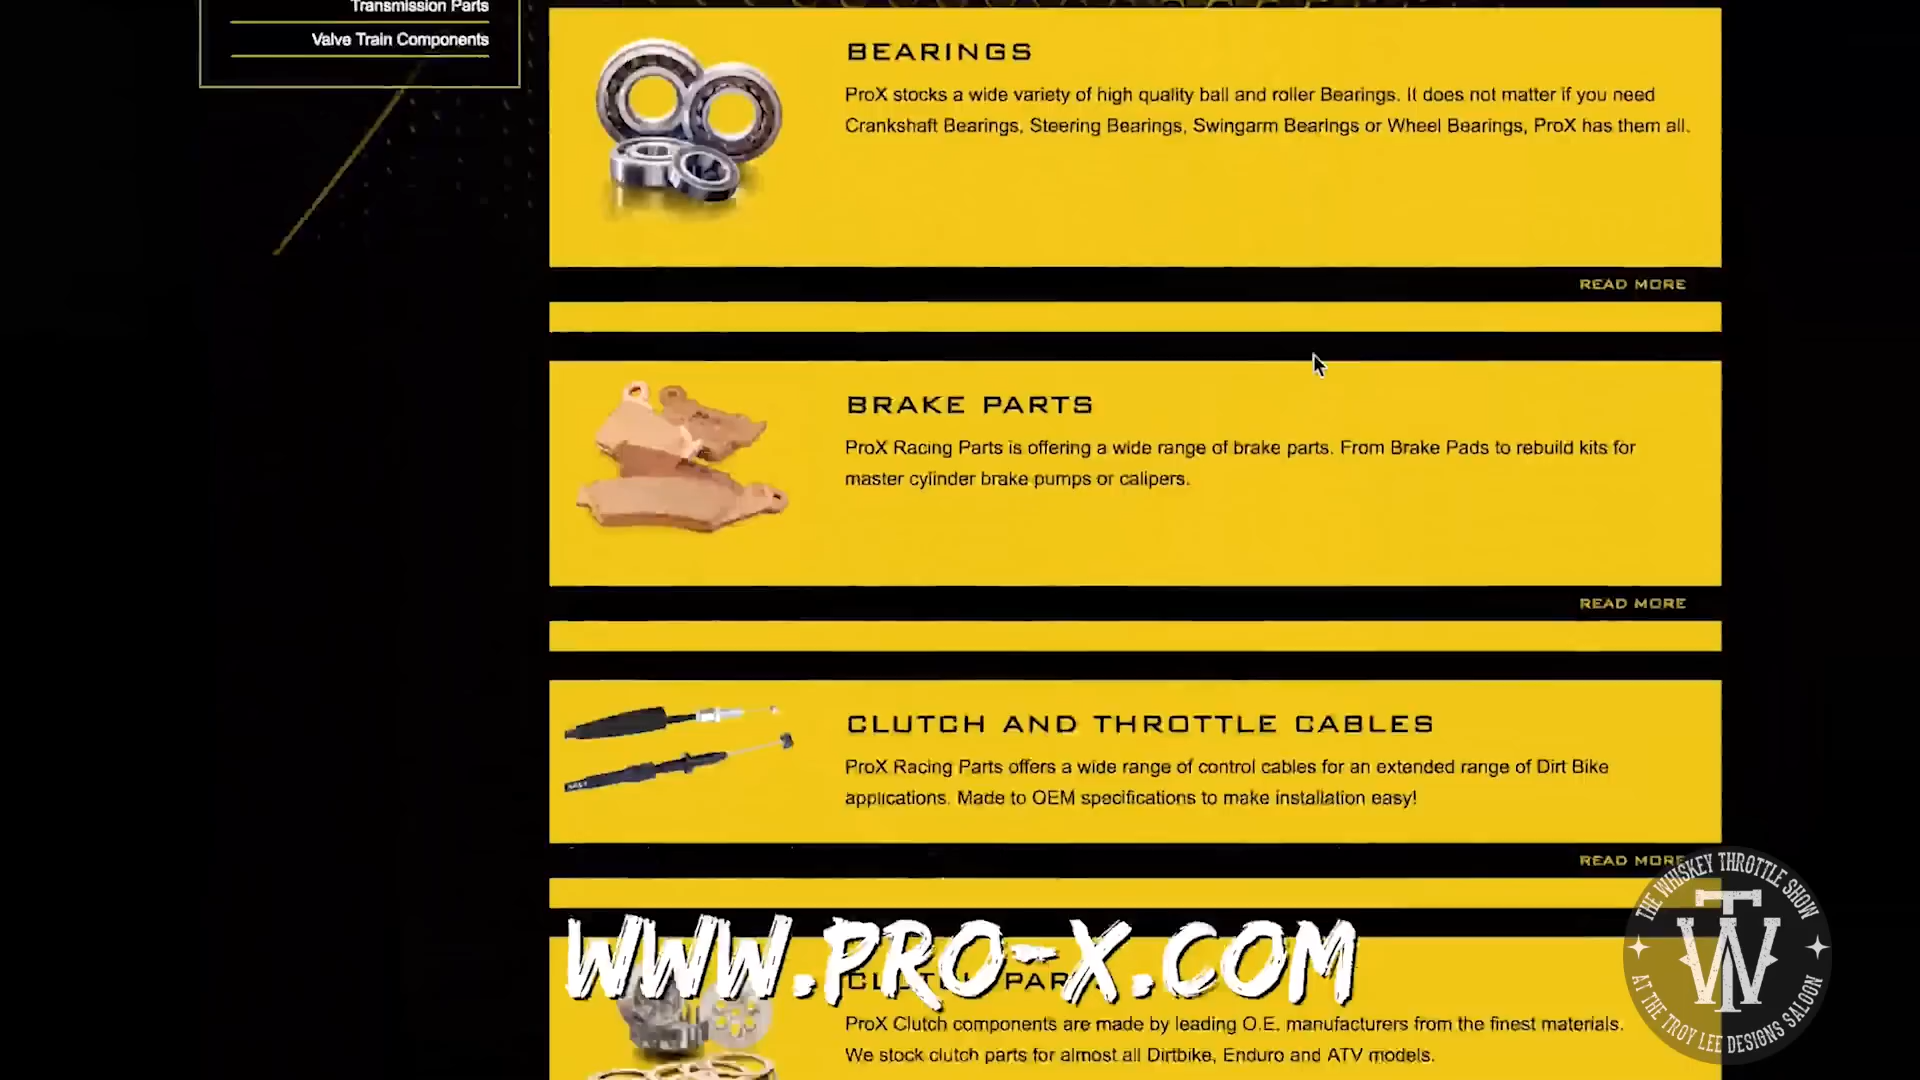 Transmission Parts
Valve Train Components
BEARINGS
ProX stocks a wide variety of high quality ball and roller Bearings. It does not matter if you need
Crankshaft Bearings, Steering Bearings, Swingarm Bearings or Wheel Bearings, ProX has them all.
READ MORE
BRAKE PARTS
ProX Racing Parts is offering a wide range of brake parts. From Brake Pads to rebuild kits for
master cylinder brake pumps or calipers.
READ MORE
CLUTCH AND THROTTLE CABLES
ProX Racing Parts offers a wide range of control cables for an extended range of Dirt Bike
applications. Made to OEM specifications to make installation easy!
READ MORE
WWW.PRO-X.COM
CLUTCH PARTS
ProX Clutch components are made by leading O.E. manufacturers from the finest materials.
We stock clutch parts for almost all Dirtbike, Enduro and ATV models.
THE WHISKEY THROTTLE SHOW
TW
AT THE TROY LEE DESIGNS SALOON